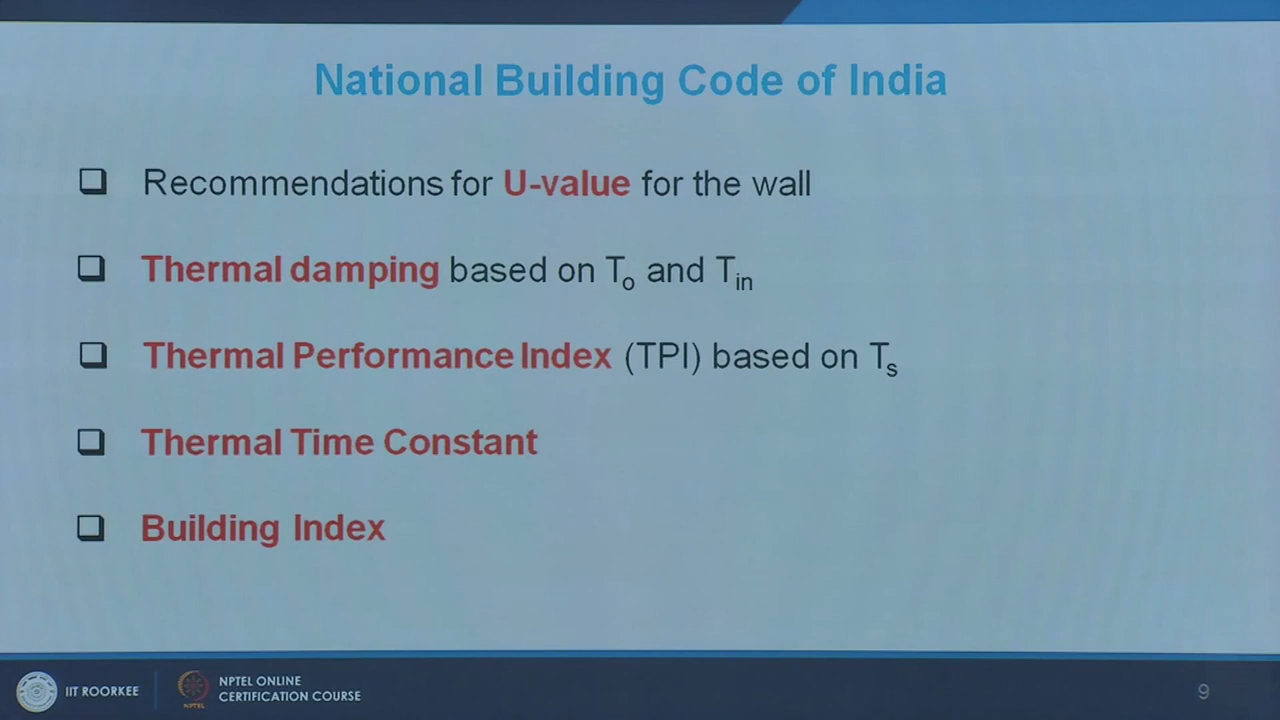 National Building Code of India
Recommendations for U-value for the wall
Thermal damping based on To and Tin
Thermal Performance Index (TPI) based on Ts
Thermal Time Constant
Building Index
IIT ROORKEE
NPTEL
NPTEL ONLINE
CERTIFICATION COURSE
9